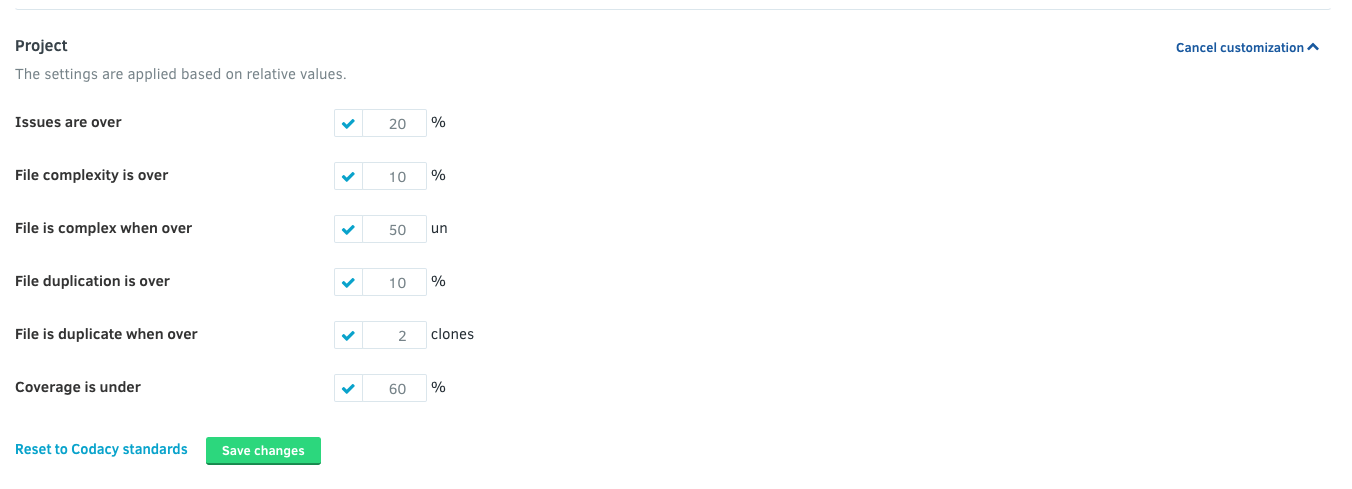 Project
Cancel customization
The settings are applied based on relative values.
Issues are over 20 %
File complexity is over 10 %
File is complex when over 50 un
File duplication is over 10 %
File is duplicate when over 2 clones
Coverage is under 60 %
Reset to Codacy standards Save changes